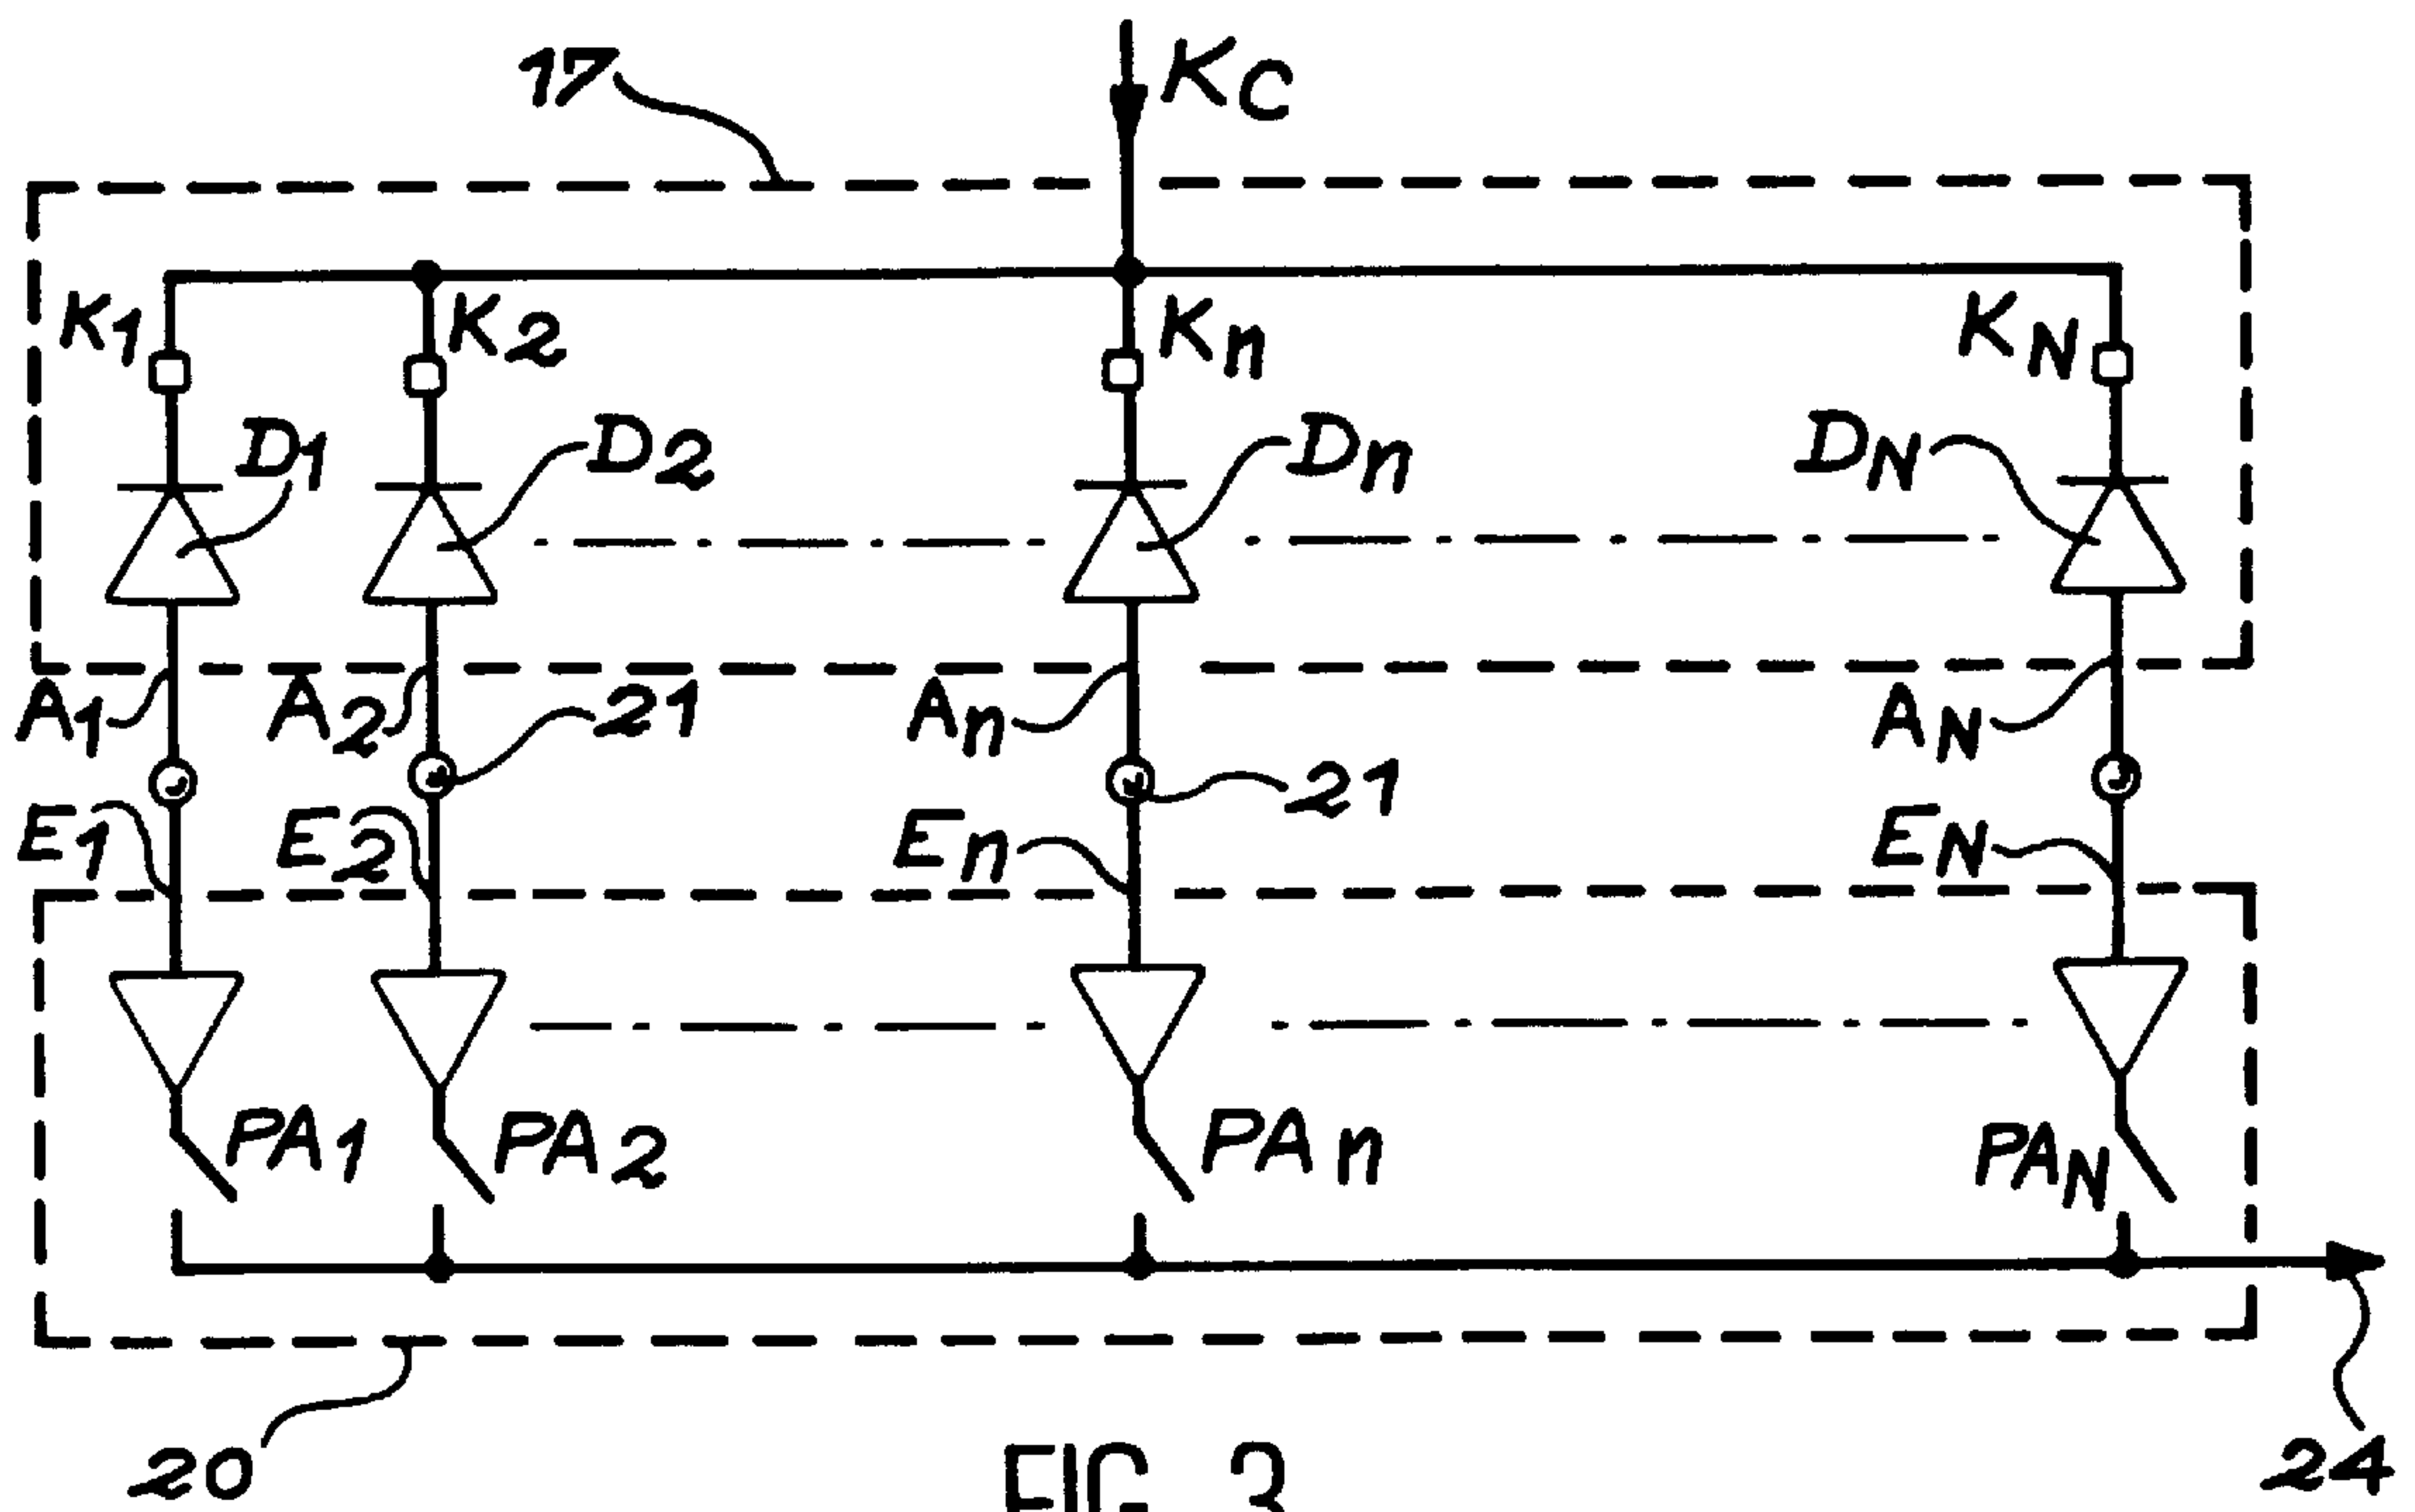 17 KC
K1 K2 Kn KN
D1 D2 Dn DN
A1 A2 21 An AN
E1 E2 En 21 EN
PA1 PA2 PAn PAN
20 24
FIG. 3